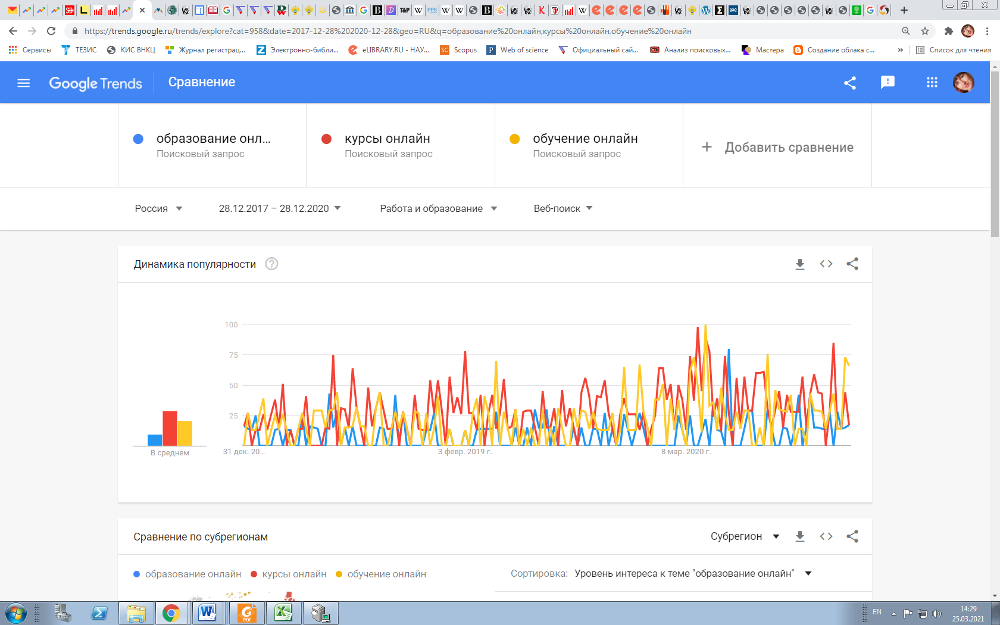 https://trends.google.ru/trends/explore?cat=958&date=2017-12-28%202020-12-28&geo=RU&q=образование%20онлайн,курсы%20онлайн,обучение%20онлайн
Сервисы ТЕЗИС КИС ВНКЦ Журнал регистрац... Электронно-библи... eLIBRARY.RU - НАУ... Scopus Web of science Официальный сай... Анализ поисковых... Мастера Создание облака с... » Список для чтения
Google Trends Сравнение
образование онл... курсы онлайн обучение онлайн + Добавить сравнение
Поисковый запрос Поисковый запрос Поисковый запрос
Россия 28.12.2017 – 28.12.2020 Работа и образование Веб-поиск
Динамика популярности ?
100
75
50
25
В среднем
31 дек. 20... 3 февр. 2019 г. 8 мар. 2020 г.
Сравнение по субрегионам Субрегион
образование онлайн курсы онлайн обучение онлайн Сортировка: Уровень интереса к теме "образование онлайн"
EN 14:29
25.03.2021